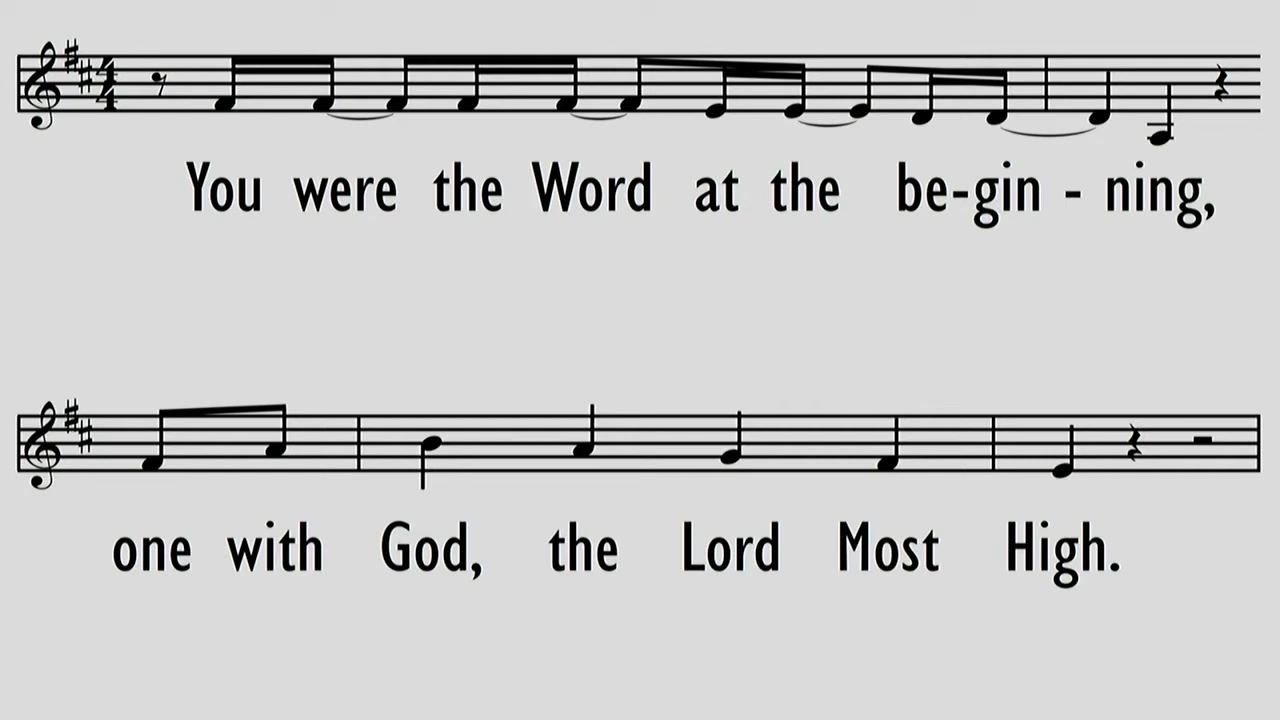 You were the Word at the be-gin - ning,
one with God, the Lord Most High.